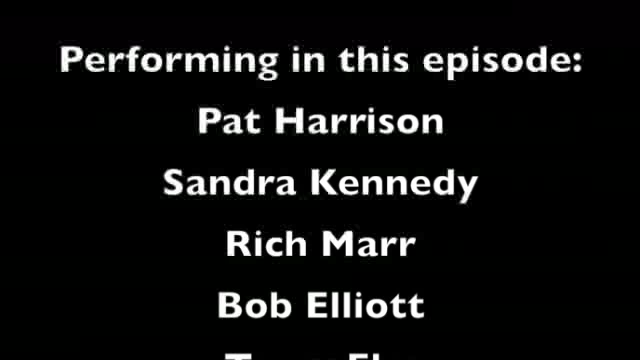 Performing in this episode:
Pat Harrison
Sandra Kennedy
Rich Marr
Bob Elliott